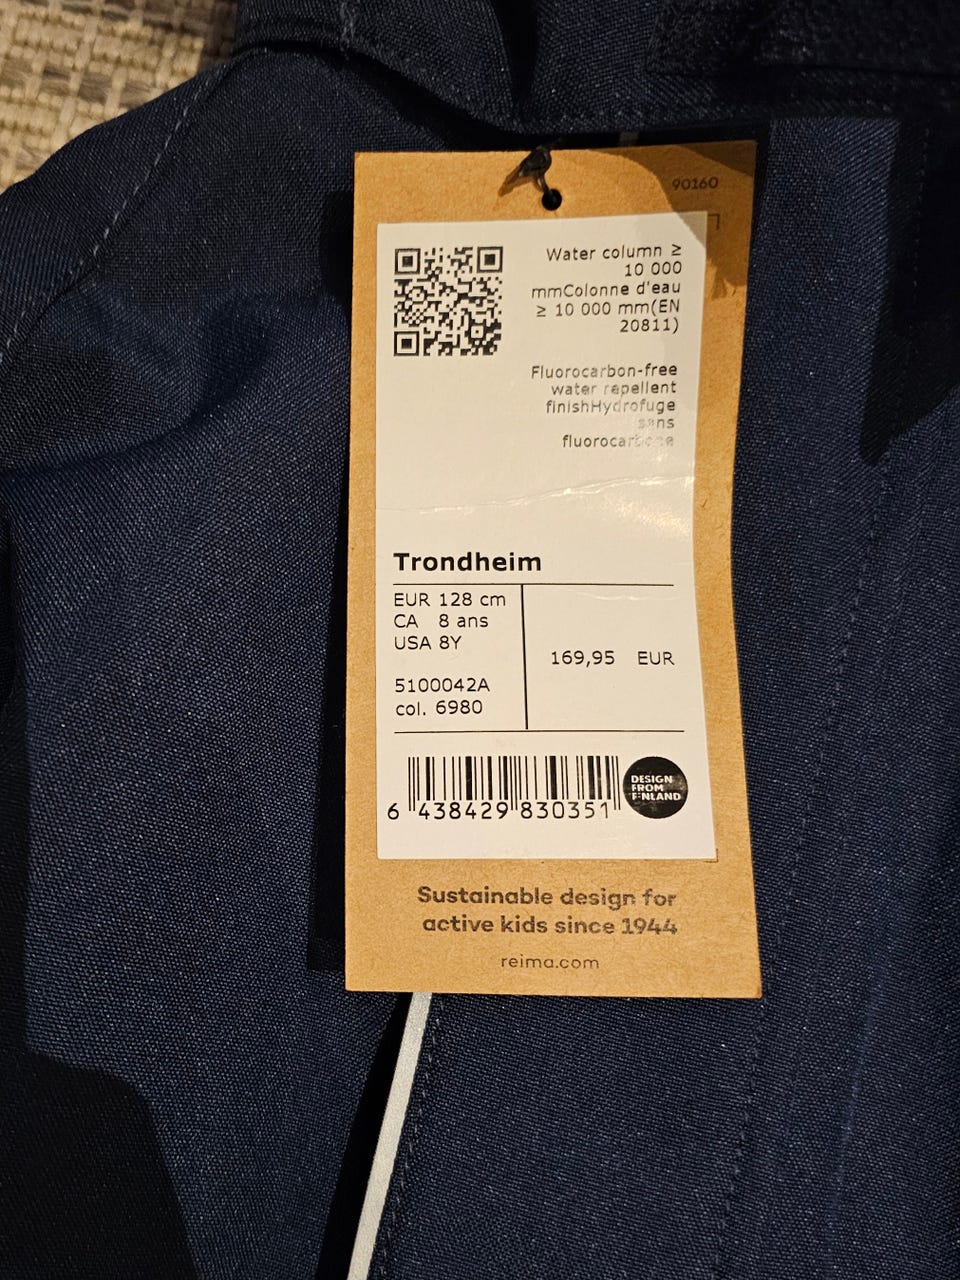 90160
Water column ≥
10 000
mmColonne d'eau
≥ 10 000 mm(EN
20811)
Fluorocarbon-free
water repellent
finishHydrofuge
sans
fluorocarbone
Trondheim
EUR 128 cm
CA 8 ans
USA 8Y
5100042A
col. 6980
169,95 EUR
6 438429 830351
DESIGN
FROM
FINLAND
Sustainable design for
active kids since 1944
reima.com